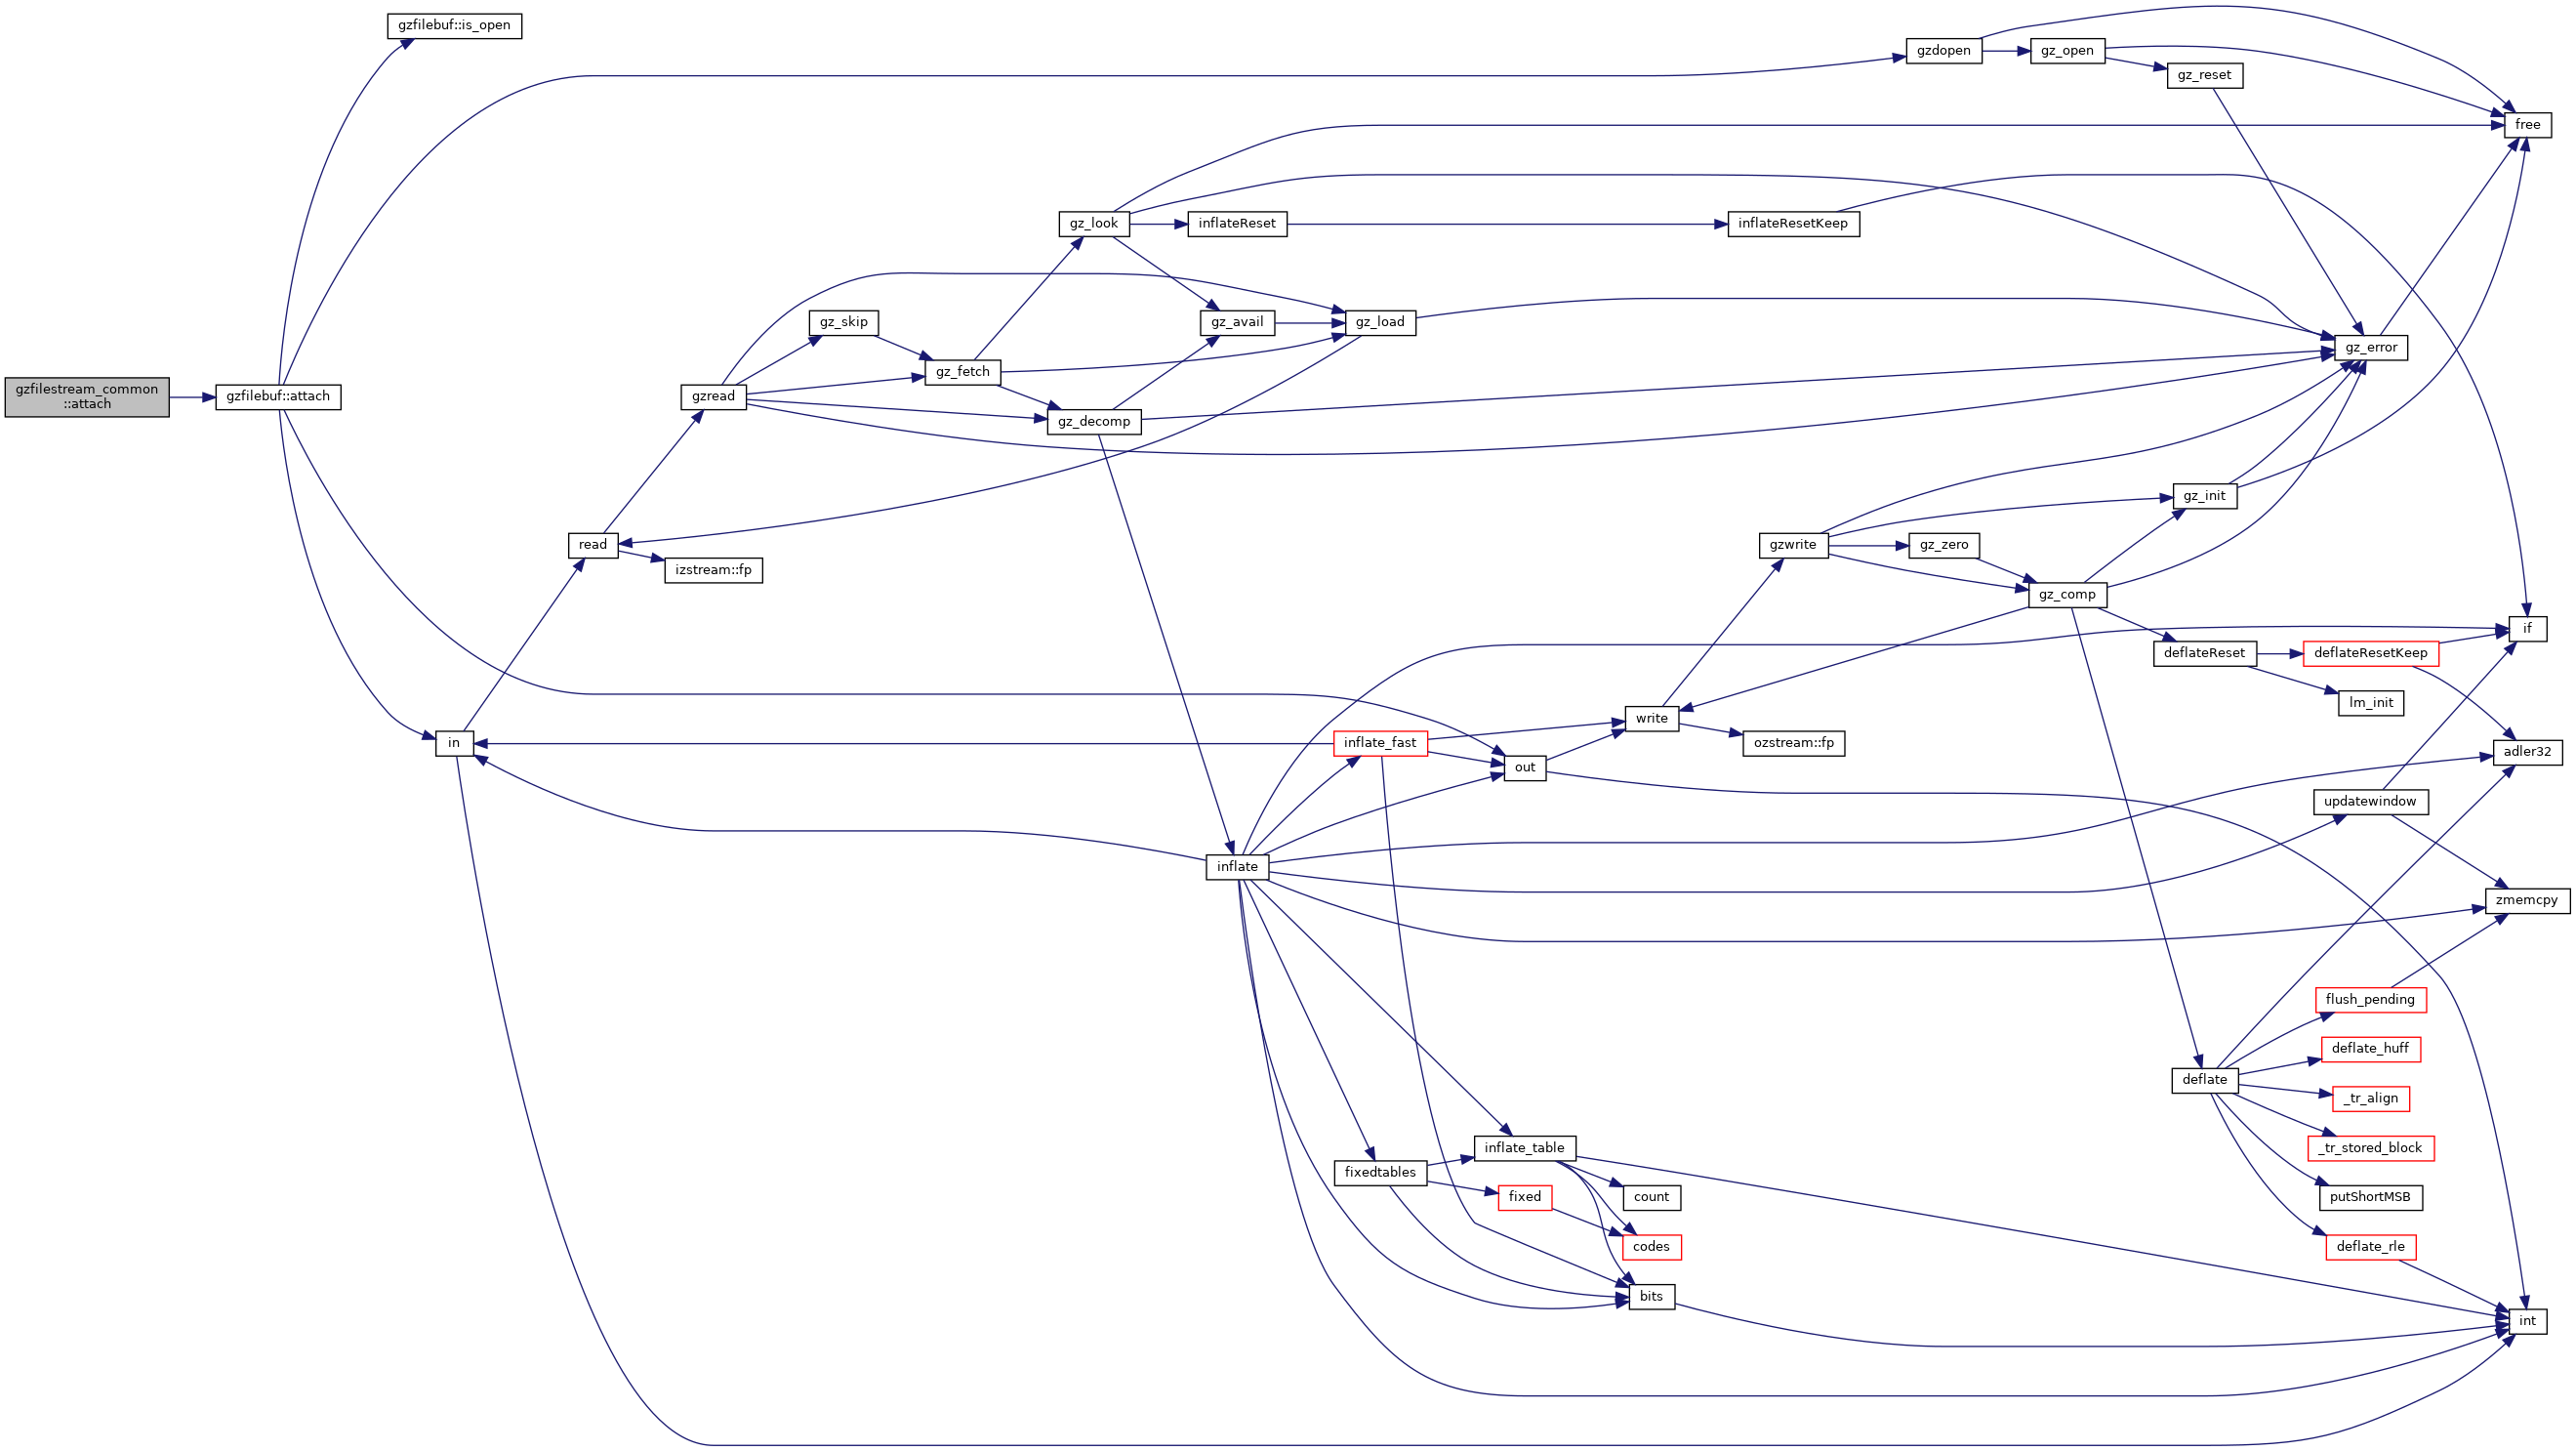 gzfilebuf::is_open
gzdopen
gz_open
gz_reset
free
gz_look
inflateReset
inflateResetKeep
gz_skip
gz_avail
gz_load
gz_error
gz_fetch
gzfilestream_common
::attach
gzfilebuf::attach
gzread
gz_decomp
gz_init
read
izstream::fp
gzwrite
gz_zero
gz_comp
if
deflateReset
deflateResetKeep
lm_init
write
in
inflate_fast
ozstream::fp
out
adler32
updatewindow
inflate
zmemcpy
flush_pending
deflate_huff
deflate
_tr_align
inflate_table
_tr_stored_block
fixedtables
fixed
count
putShortMSB
codes
deflate_rle
bits
int